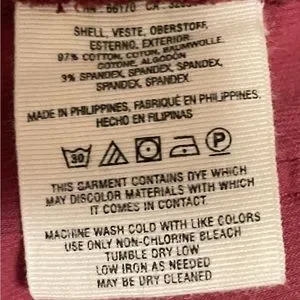 SHELL, VESTE, OBERSTOFF,
ESTERNO, EXTERIOR
97% COTTON, COTON, BAUMWOLLE,
COTONE, ALGODON
3% SPANDEX, SPANDEX, SPANDEX,
SPANDEX, SPANDEX
MADE IN PHILIPPINES, FABRIQUÉ EN PHILIPPINES,
HECHO EN FILIPINAS
30 P
THIS GARMENT CONTAINS DYE WHICH
MAY DISCOLOR MATERIALS WITH WHICH
IT COMES IN CONTACT
MACHINE WASH COLD WITH LIKE COLORS
USE ONLY NON-CHLORINE BLEACH
TUMBLE DRY LOW
LOW IRON AS NEEDED
MAY BE DRY CLEANED